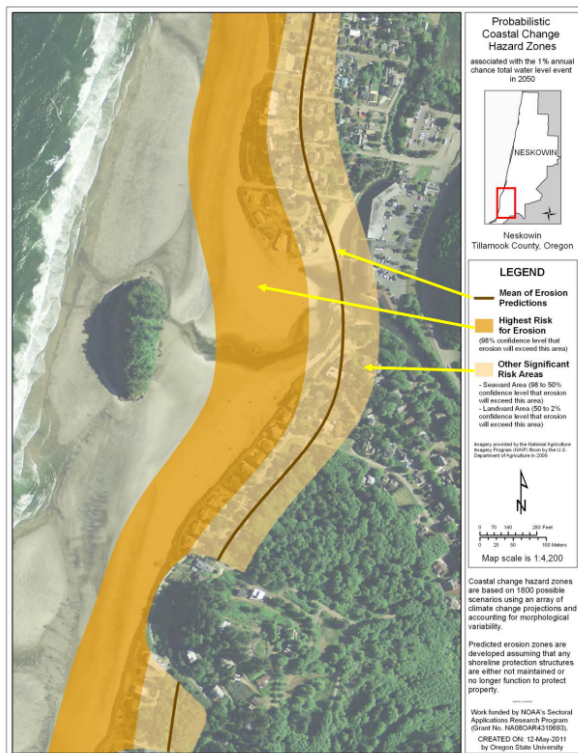 Probabilistic
Coastal Change
Hazard Zones
associated with the 1% annual
chance total water level event
in 2050
NESKOWIN
Neskowin
Tillamook County, Oregon
LEGEND
Mean of Erosion
Predictions
Highest Risk
for Erosion
(98% confidence level that
erosion will exceed this area)
Other Significant
Risk Areas
- Seaward Area (98 to 50%
confidence level that erosion
will exceed this area)
- Landward Area (50 to 2%
confidence level that erosion
will exceed this area)
Imagery provided by the National Agriculture
Imagery Program (NAIP) flown by the U.S.
Department of Agriculture in 2009.
N
0 70 140 280 Feet
0 25 50 100 Meters
Map scale is 1:4,200
Coastal change hazard zones
are based on 1800 possible
scenarios using an array of
climate change projections and
accounting for morphological
variability.
Predicted erosion zones are
developed assuming that any
shoreline protection structures
are either not maintained or
no longer function to protect
property.
Work funded by NOAA's Sectoral
Applications Research Program
(Grant No. NA08OAR4310693).
CREATED ON: 12-May-2011
by Oregon State University